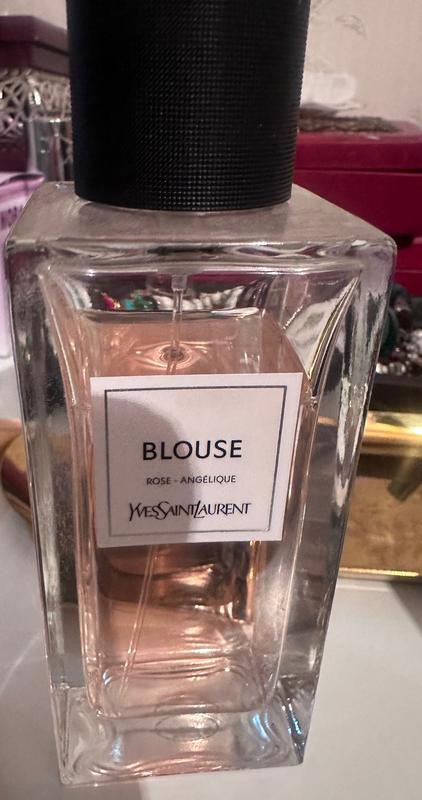 BLOUSE
ROSE - ANGÉLIQUE
YVESSAINTLAURENT